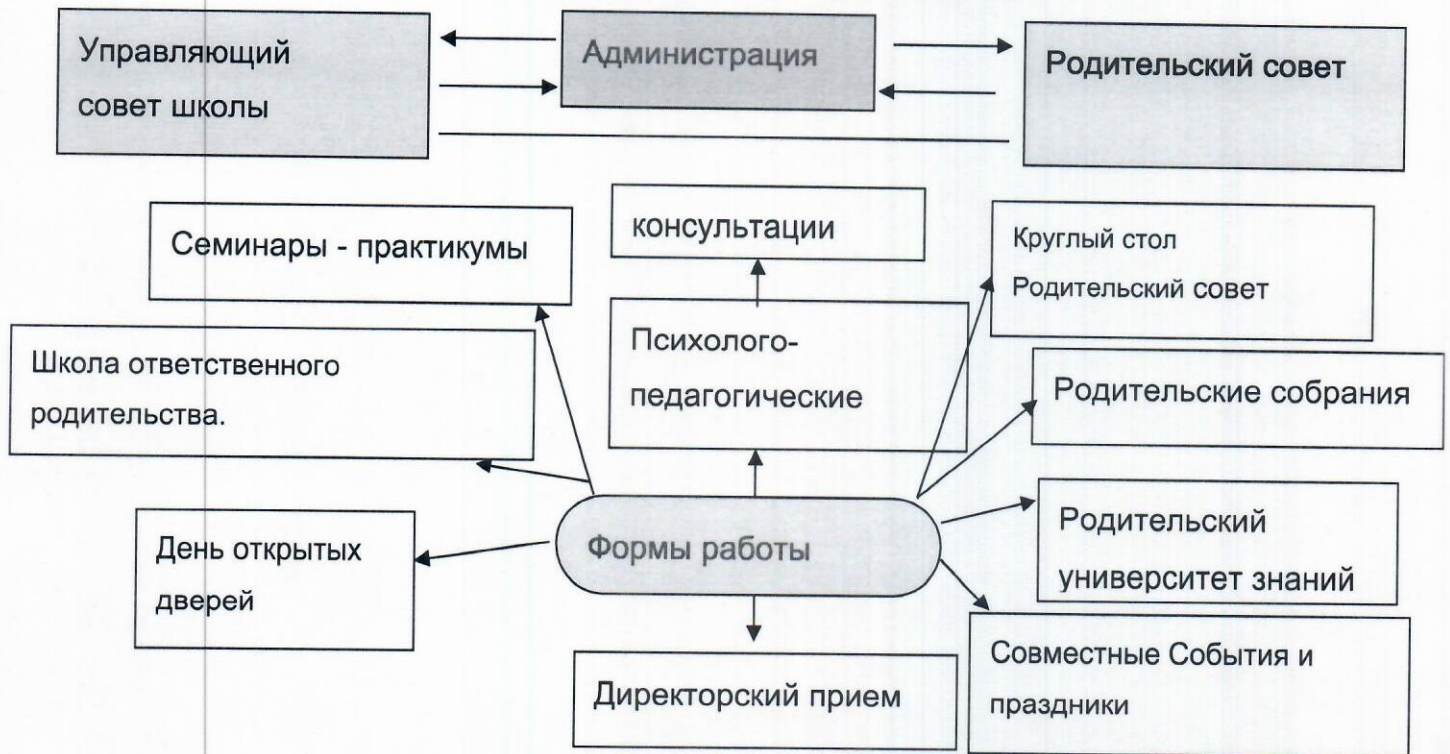 Управляющий
совет школы
Администрация
Родительский совет
Семинары - практикумы
консультации
Круглый стол
Родительский совет
Школа ответственного
родительства.
Психолого-
педагогические
Родительские собрания
День открытых
дверей
Формы работы
Родительский
университет знаний
Директорский прием
Совместные События и
праздники